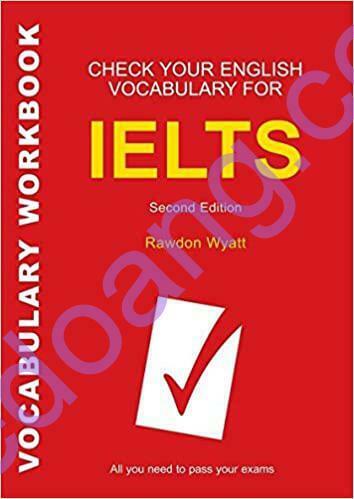 CHECK YOUR ENGLISH
VOCABULARY FOR
IELTS
Second Edition
Rawdon Wyatt
All you need to pass your exams
VOCABULARY WORKBOOK